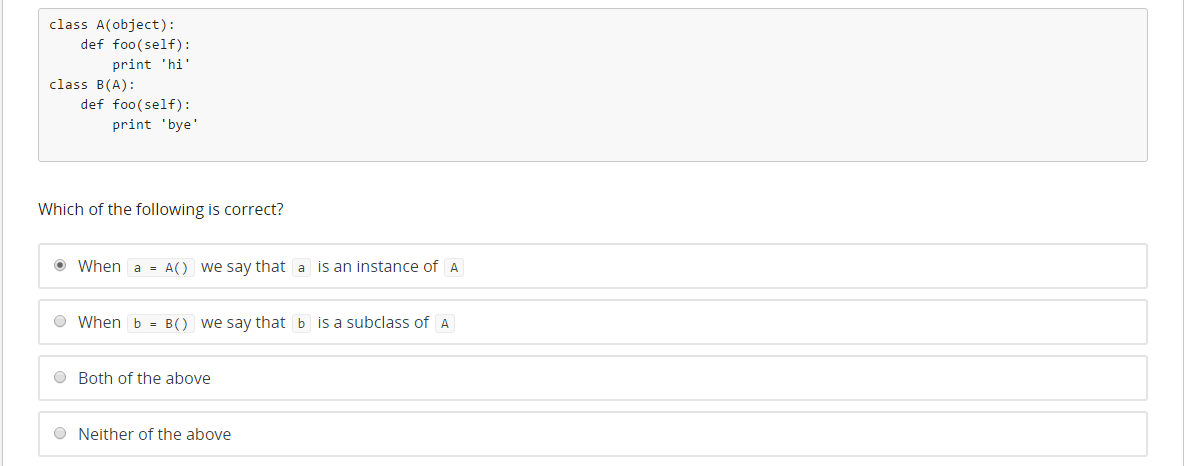 class A(object):
    def foo(self):
        print 'hi'
class B(A):
    def foo(self):
        print 'bye'
Which of the following is correct?
When a = A() we say that a is an instance of A
When b = B() we say that b is a subclass of A
Both of the above
Neither of the above